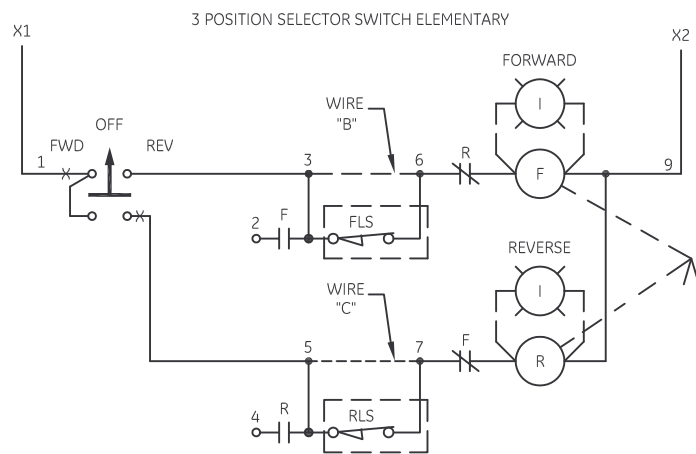 3 POSITION SELECTOR SWITCH ELEMENTARY
X1
X2
FORWARD
I
OFF
FWD
REV
WIRE
"B"
1
X
3
6
R
F
9
2
F
FLS
X
REVERSE
I
WIRE
"C"
5
7
F
R
4
R
RLS